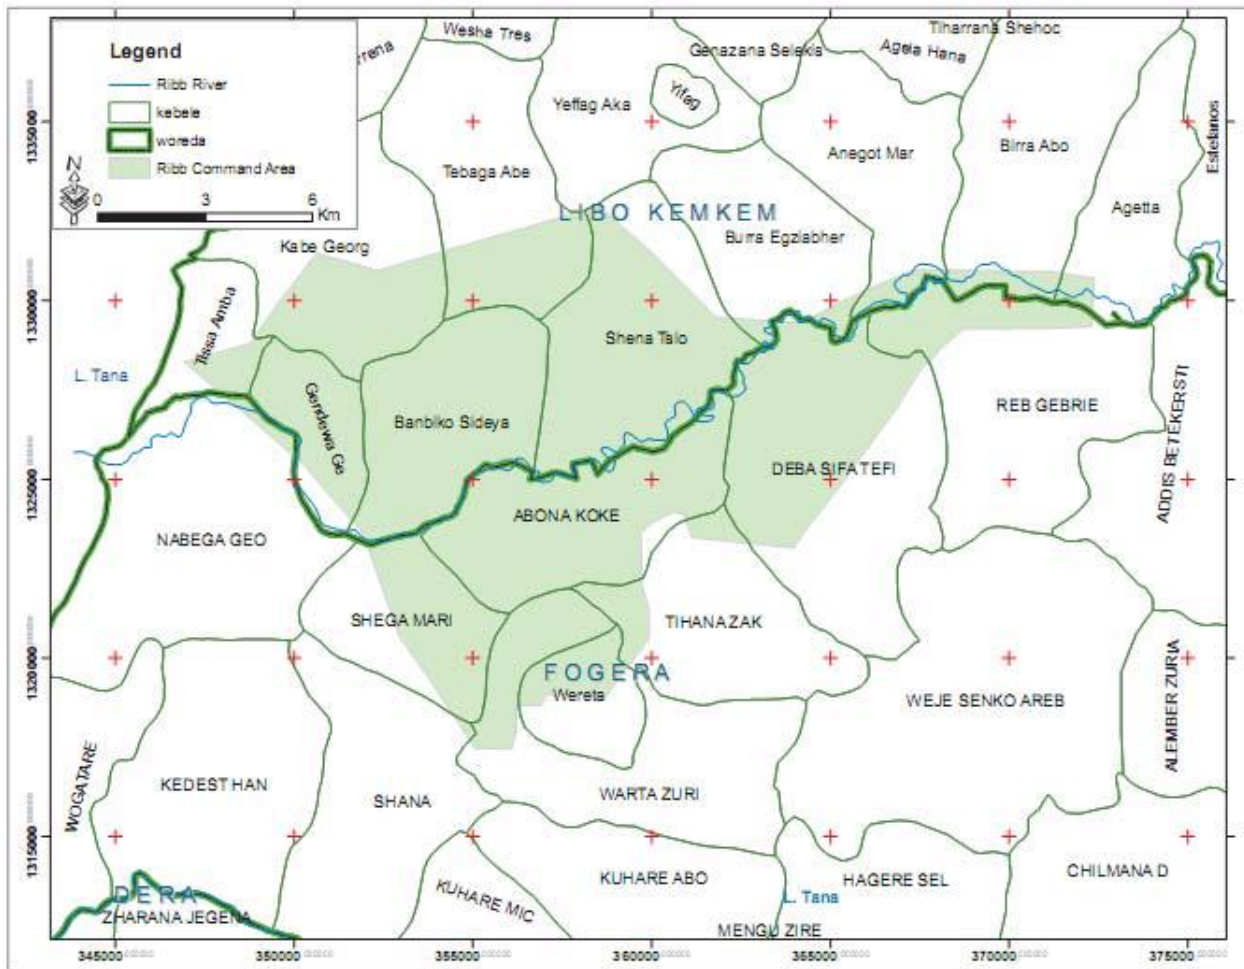 Legend
Ribb River
kebele
woreda
Ribb Command Area
N
0 3 6
Km
rrena
Wesha Tres
Genazana Selekis
Agela Hana
Tiharrana Shehoc
Yeffag Aka
Yifag
Tebaga Abe
Anegot Mar
Birra Abo
Estefanos
Agetta
LIBO KEMKEM
Burra Egziabher
Kabe Georg
Tissa Amba
Shena Tsio
L. Tana
Gendewa Ge
Banbiko Sideya
REB GEBRIE
ADDIS BETEKERSTI
DEBA SIFATEFI
ABONA KOKE
NABEGA GEO
SHEGA MARI
TIHANAZAK
FOGERA
Wereta
WEJE SENKO AREB
ALEMBER ZURIA
WOGATARE
KEDEST HAN
SHANA
WARTA ZURI
KUHARE ABO
HAGERE SEL
CHILMANA D
DERA
L. Tana
KUHARE MIC
ZHARANA JEGENA
MENGU ZIRE
1335000
1330000
1325000
1320000
1315000
345000 350000 355000 360000 365000 370000 375000